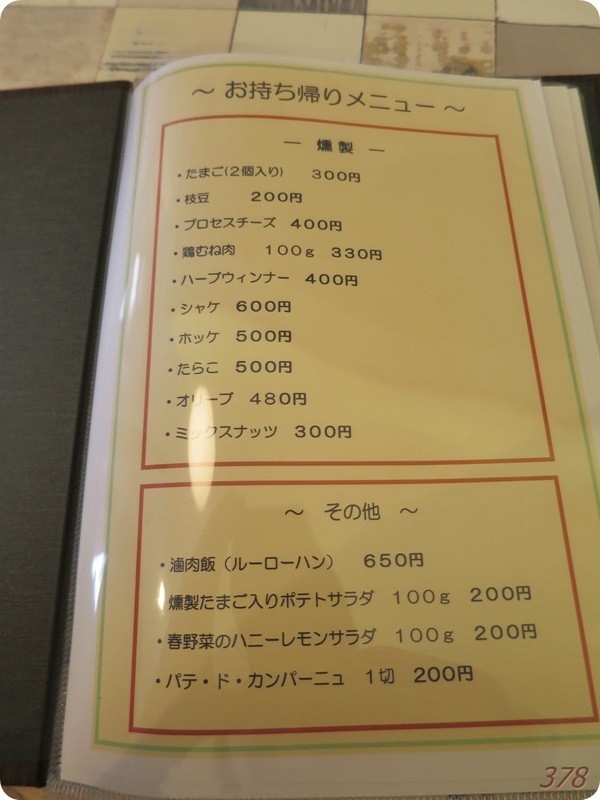 ～ お持ち帰りメニュー ～
― 燻製 ―
・たまご(2個入り) 300円
・枝豆 200円
・プロセスチーズ 400円
・鶏むね肉 100g 330円
・ハーブウィンナー 400円
・シャケ 600円
・ホッケ 500円
・たらこ 500円
・オリーブ 480円
・ミックスナッツ 300円
～ その他 ～
・滷肉飯（ルーローハン） 650円
燻製たまご入りポテトサラダ 100g 200円
・春野菜のハニーレモンサラダ 100g 200円
・パテ・ド・カンパーニュ 1切 200円
378